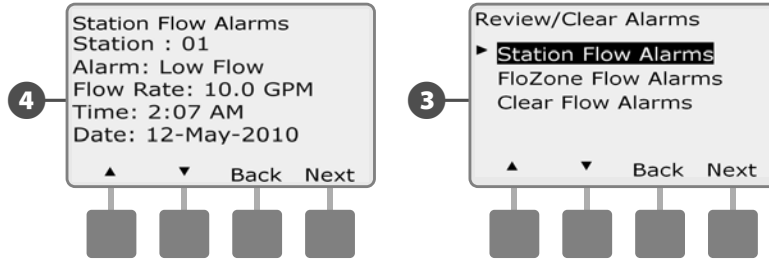 4
Station Flow Alarms
Station : 01
Alarm: Low Flow
Flow Rate: 10.0 GPM
Time: 2:07 AM
Date: 12-May-2010
▲ ▼ Back Next
3
Review/Clear Alarms
► Station Flow Alarms
FloZone Flow Alarms
Clear Flow Alarms
▲ ▼ Back Next